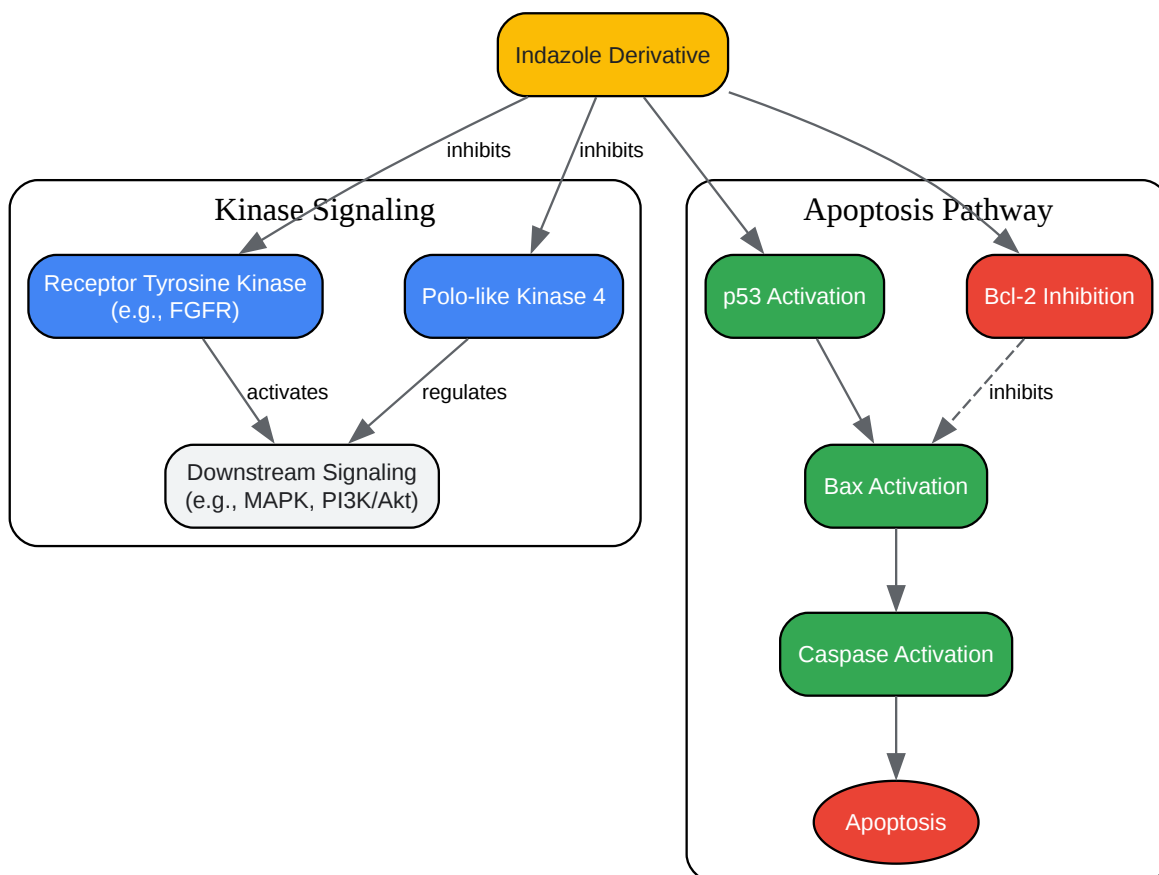 Indazole Derivative
inhibits
inhibits
Kinase Signaling
Receptor Tyrosine Kinase
(e.g., FGFR)
Polo-like Kinase 4
activates
regulates
Downstream Signaling
(e.g., MAPK, PI3K/Akt)
Apoptosis Pathway
p53 Activation
Bcl-2 Inhibition
inhibits
Bax Activation
Caspase Activation
Apoptosis